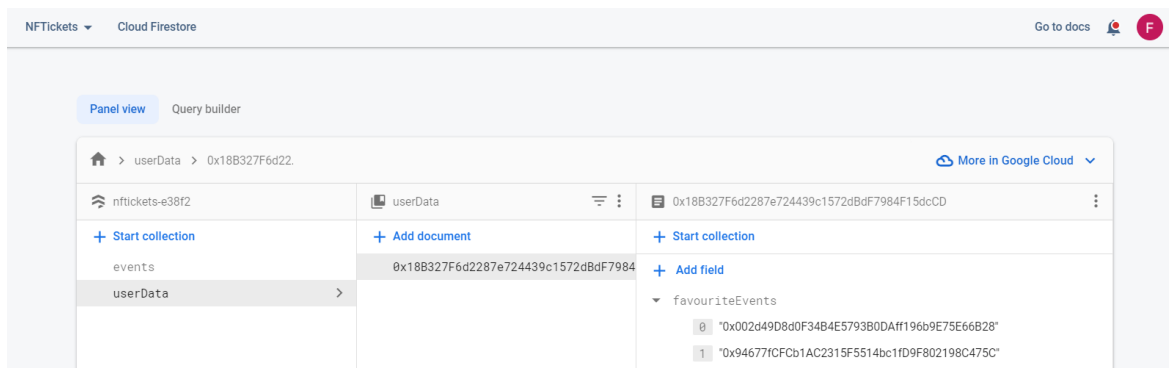 NFTickets Cloud Firestore Go to docs F
Panel view Query builder
userData > 0x18B327F6d22. More in Google Cloud
nftickets-e38f2 userData 0x18B327F6d2287e724439c1572dBdF7984F15dcCD
+ Start collection + Add document + Start collection
events 0x18B327F6d2287e724439c1572dBdF7984 + Add field
userData favouriteEvents
0 "0x002d49D8d0F34B4E5793B0DAff196b9E75E66B28"
1 "0x94677fCFCb1AC2315F5514bc1fD9F802198C475C"